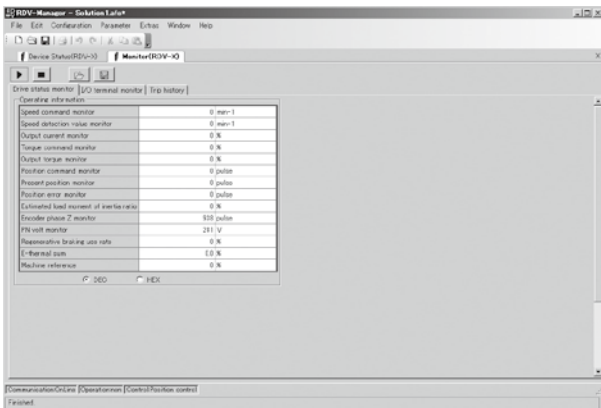 RDV-Manager - Solution1.afs*
File Edit Configuration Parameter Extras Window Help
Device Status(RDV-X) Monitor(RDV-X)
Drive status monitor I/O terminal monitor Trip history
Operating information
Speed command monitor 0 min-1
Speed detection value monitor 0 min-1
Output current monitor 0 %
Torque command monitor 0 %
Output torque monitor 0 %
Position command monitor 0 pulse
Present position monitor 0 pulse
Position error monitor 0 pulse
Estimated load moment of inertia ratio 0 %
Encoder phase Z monitor pulse
PN volt monitor 281 V
Regenerative braking use rate 0 %
E-thermal sum 0.0 %
Machine reference 0 %
DEC HEX
Communication:OnLine Operation:non Control:Position control
Finished.